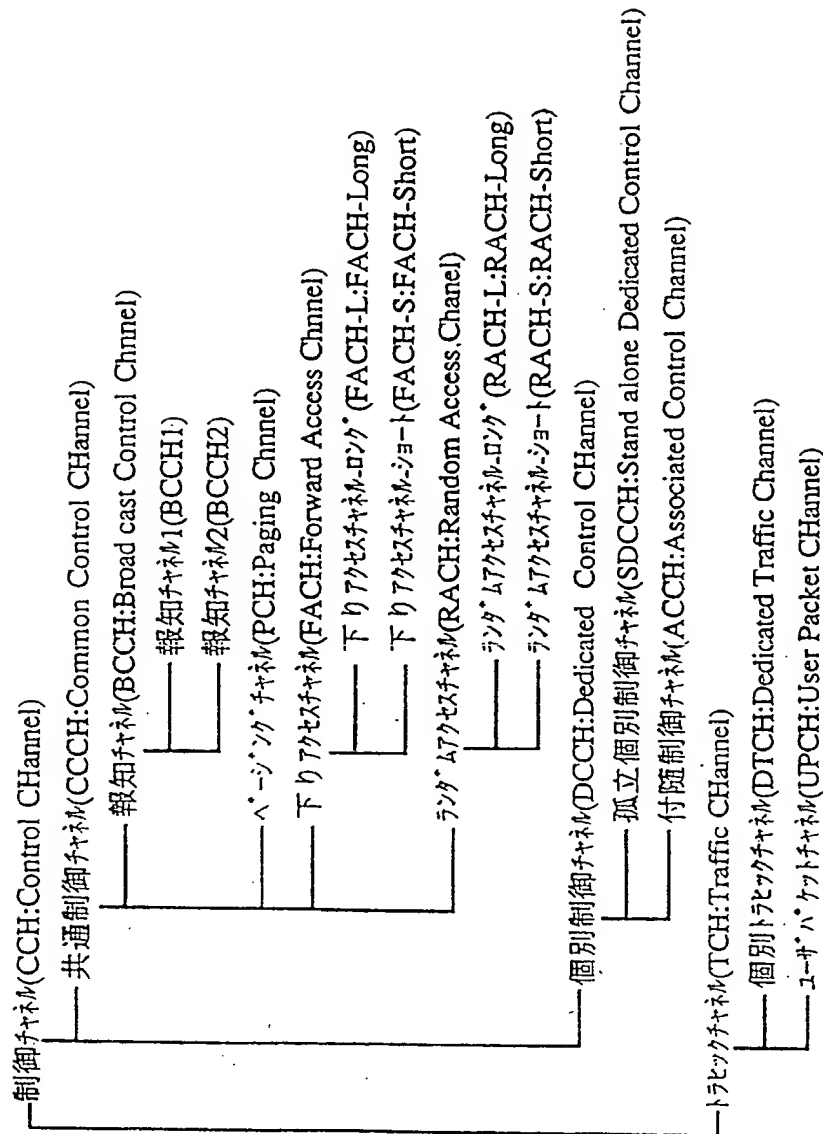 制御ﾁｬﾈﾙ(CCH:Control CHannel)
共通制御ﾁｬﾈﾙ(CCCH:Common Control CHannel)
報知ﾁｬﾈﾙ(BCCH:Broad cast Control Chnnel)
報知ﾁｬﾈﾙ1(BCCH1)
報知ﾁｬﾈﾙ2(BCCH2)
ﾍﾟｰｼﾞﾝｸﾞﾁｬﾈﾙ(PCH:Paging Chnnel)
下りｱｸｾｽﾁｬﾈﾙ(FACH:Forward Access Chnnel)
下りｱｸｾｽﾁｬﾈﾙ-ﾛﾝｸﾞ(FACH-L:FACH-Long)
下りｱｸｾｽﾁｬﾈﾙ-ｼｮｰﾄ(FACH-S:FACH-Short)
ﾗﾝﾀﾞﾑｱｸｾｽﾁｬﾈﾙ(RACH:Random Access.Chanel)
ﾗﾝﾀﾞﾑｱｸｾｽﾁｬﾈﾙ-ﾛﾝｸﾞ(RACH-L:RACH-Long)
ﾗﾝﾀﾞﾑｱｸｾｽﾁｬﾈﾙ-ｼｮｰﾄ(RACH-S:RACH-Short)
個別制御ﾁｬﾈﾙ(DCCH:Dedicated Control CHannel)
孤立個別制御ﾁｬﾈﾙ(SDCCH:Stand alone Dedicated Control Channel)
付随制御ﾁｬﾈﾙ(ACCH:Associated Control Channel)
ﾄﾗﾋｯｸﾁｬﾈﾙ(TCH:Traffic CHannel)
個別ﾄﾗﾋｯｸﾁｬﾈﾙ(DTCH:Dedicated Traffic Channel)
ﾕｰｻﾞﾊﾟｹｯﾄﾁｬﾈﾙ(UPCH:User Packet CHannel)